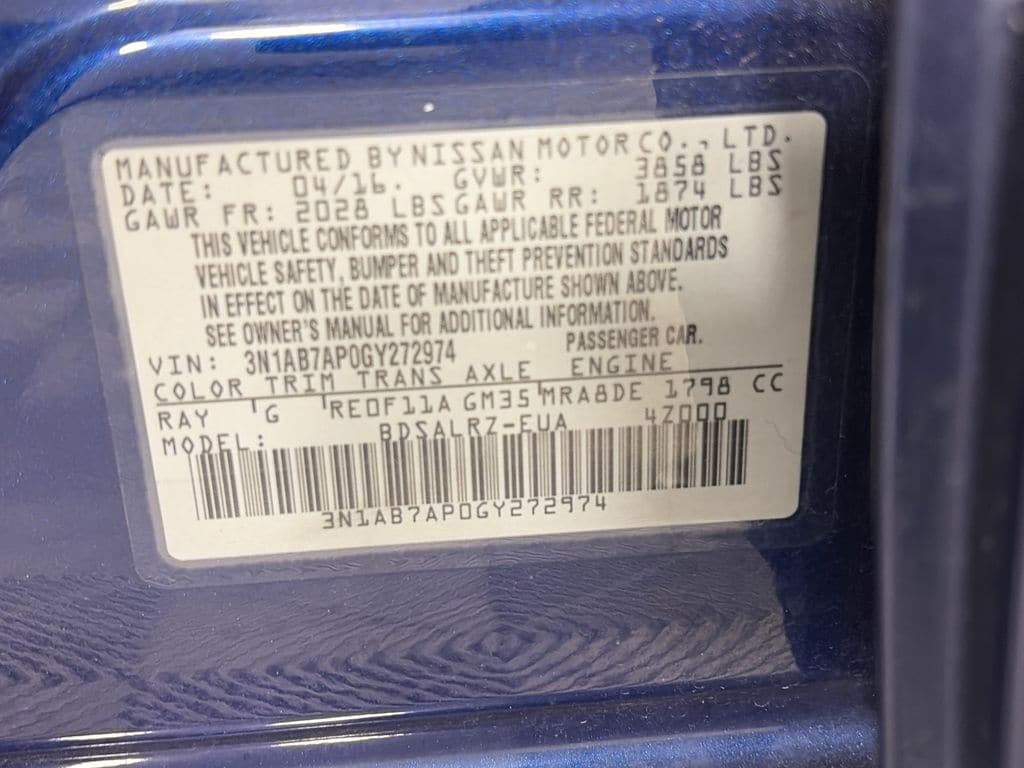 MANUFACTURED BY NISSAN MOTOR CO., LTD.
DATE: 04/16. GVWR: 3858 LBS
GAWR FR: 2028 LBS GAWR RR: 1874 LBS
THIS VEHICLE CONFORMS TO ALL APPLICABLE FEDERAL MOTOR
VEHICLE SAFETY, BUMPER AND THEFT PREVENTION STANDARDS
IN EFFECT ON THE DATE OF MANUFACTURE SHOWN ABOVE.
SEE OWNER'S MANUAL FOR ADDITIONAL INFORMATION.
VIN: 3N1AB7AP0GY272974 PASSENGER CAR.
COLOR TRIM TRANS AXLE ENGINE
RAY G RE0F11A GM35 MRA8DE 1798 CC
MODEL: BDSALRZ-EUA 4Z000
3N1AB7AP0GY272974